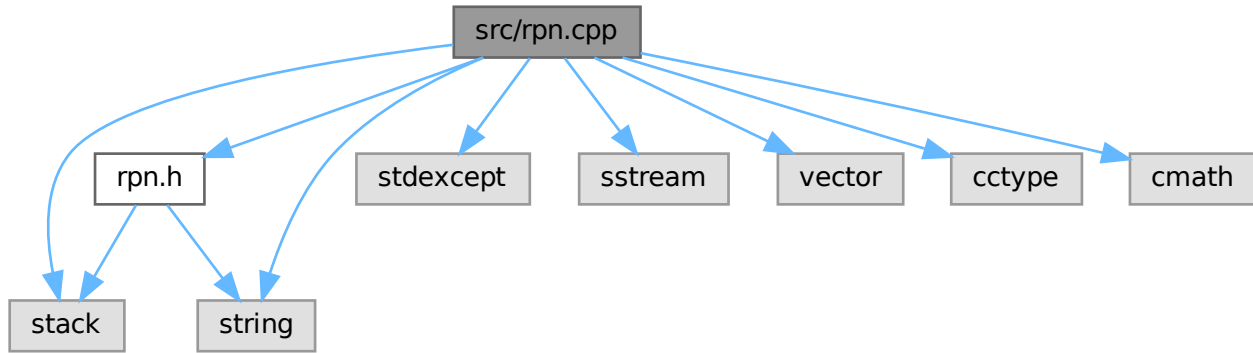 src/rpn.cpp
rpn.h
stdexcept
sstream
vector
cctype
cmath
stack
string